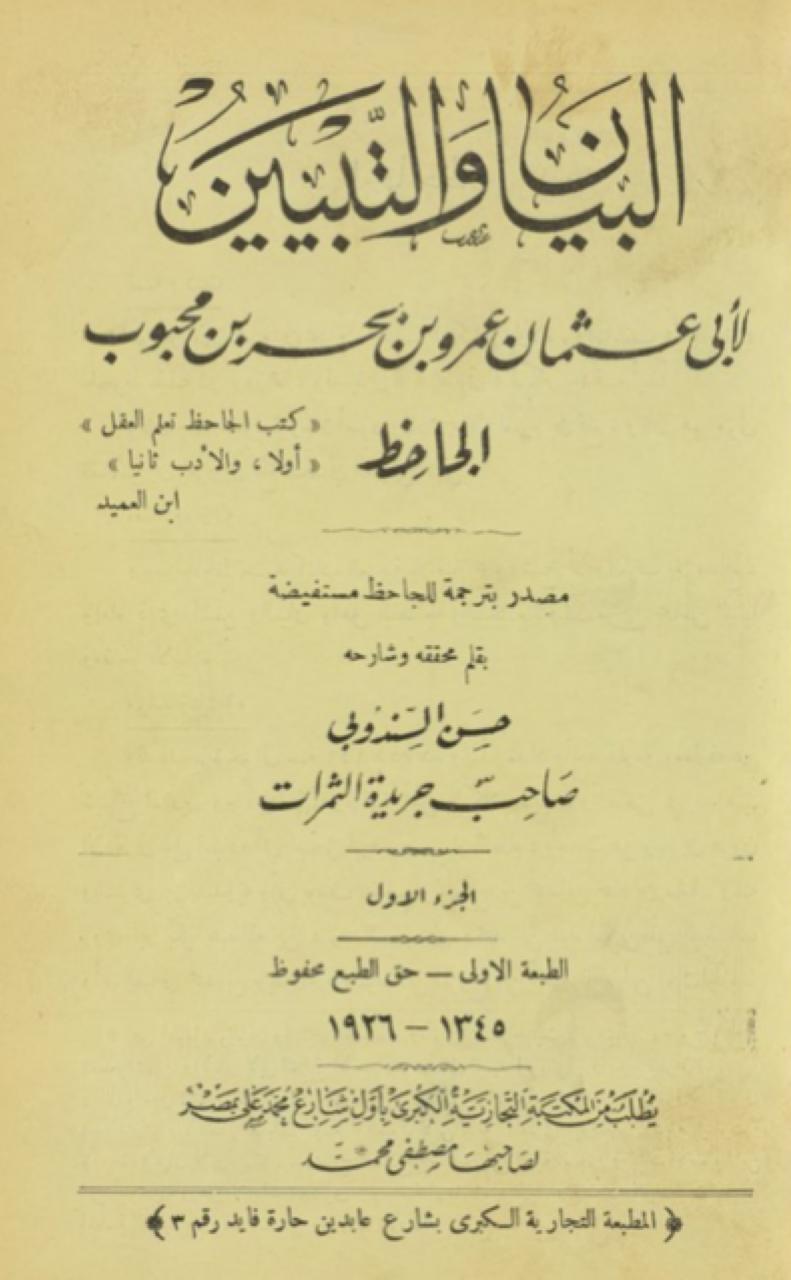 البيان والتبيين
لأبي عثمان عمرو بن بحر بن محبوب
الجاحظ
« كتب الجاحظ تعلم العقل »
« أولا ، والأدب ثانيا »
ابن العميد
مصدر بترجمة للجاحظ مستفيضة
بقلم محققه وشارحه
حسن السندوبي
صاحب جريدة الثمرات
الجزء الاول
الطبعة الاولى — حق الطبع محفوظ
١٣٤٥ — ١٩٢٦
يطلب من المكتبة التجارية الكبرى بأول شارع محمد علي بمصر
لصاحبها مصطفى محمد
﴿ المطبعة التجارية الكبرى بشارع عابدين حارة فايد رقم ٣ ﴾